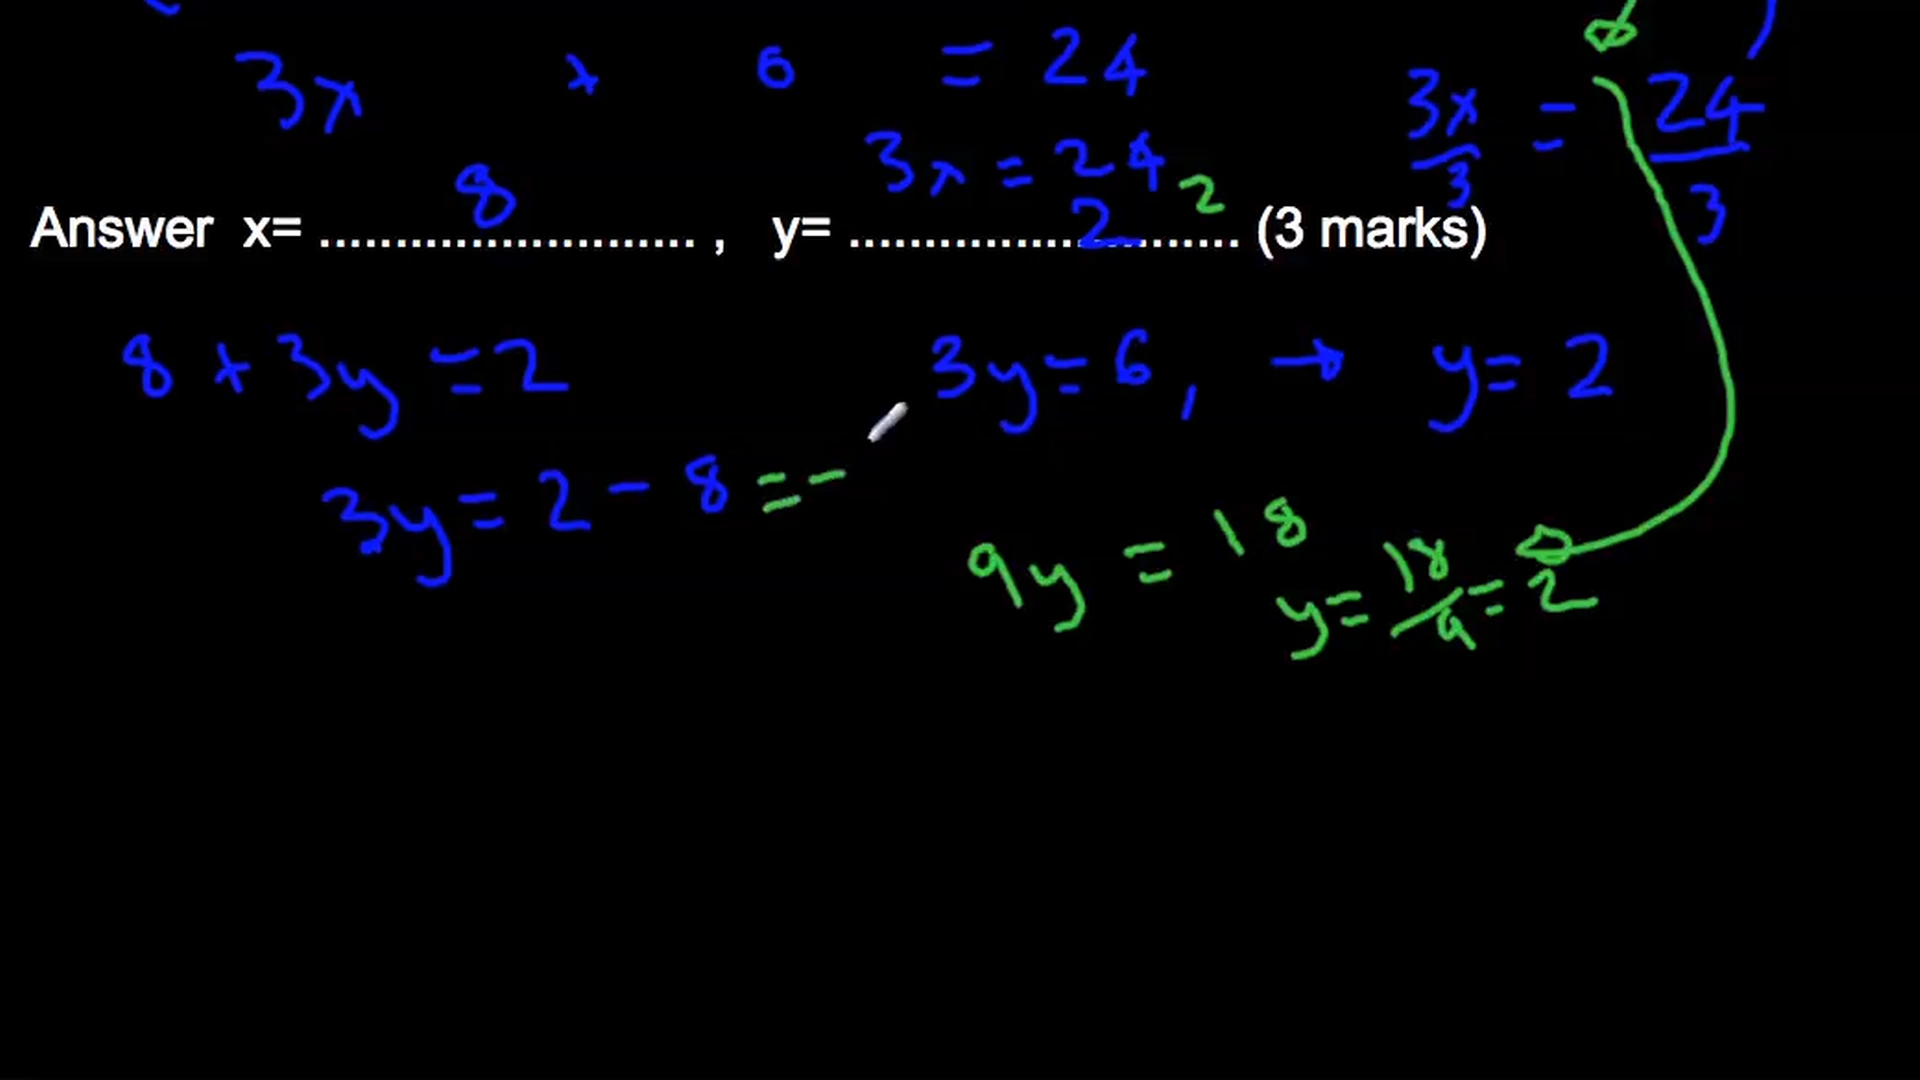 3x + 6 = 24
3x = 24
3x/3 = 24/3
8
2
2
Answer x= ......................... , y= .......................... (3 marks)
8 + 3y = 2
3y = 6, → y = 2
3y = 2 - 8 = -
9y = 18
y = 18/9 = 2